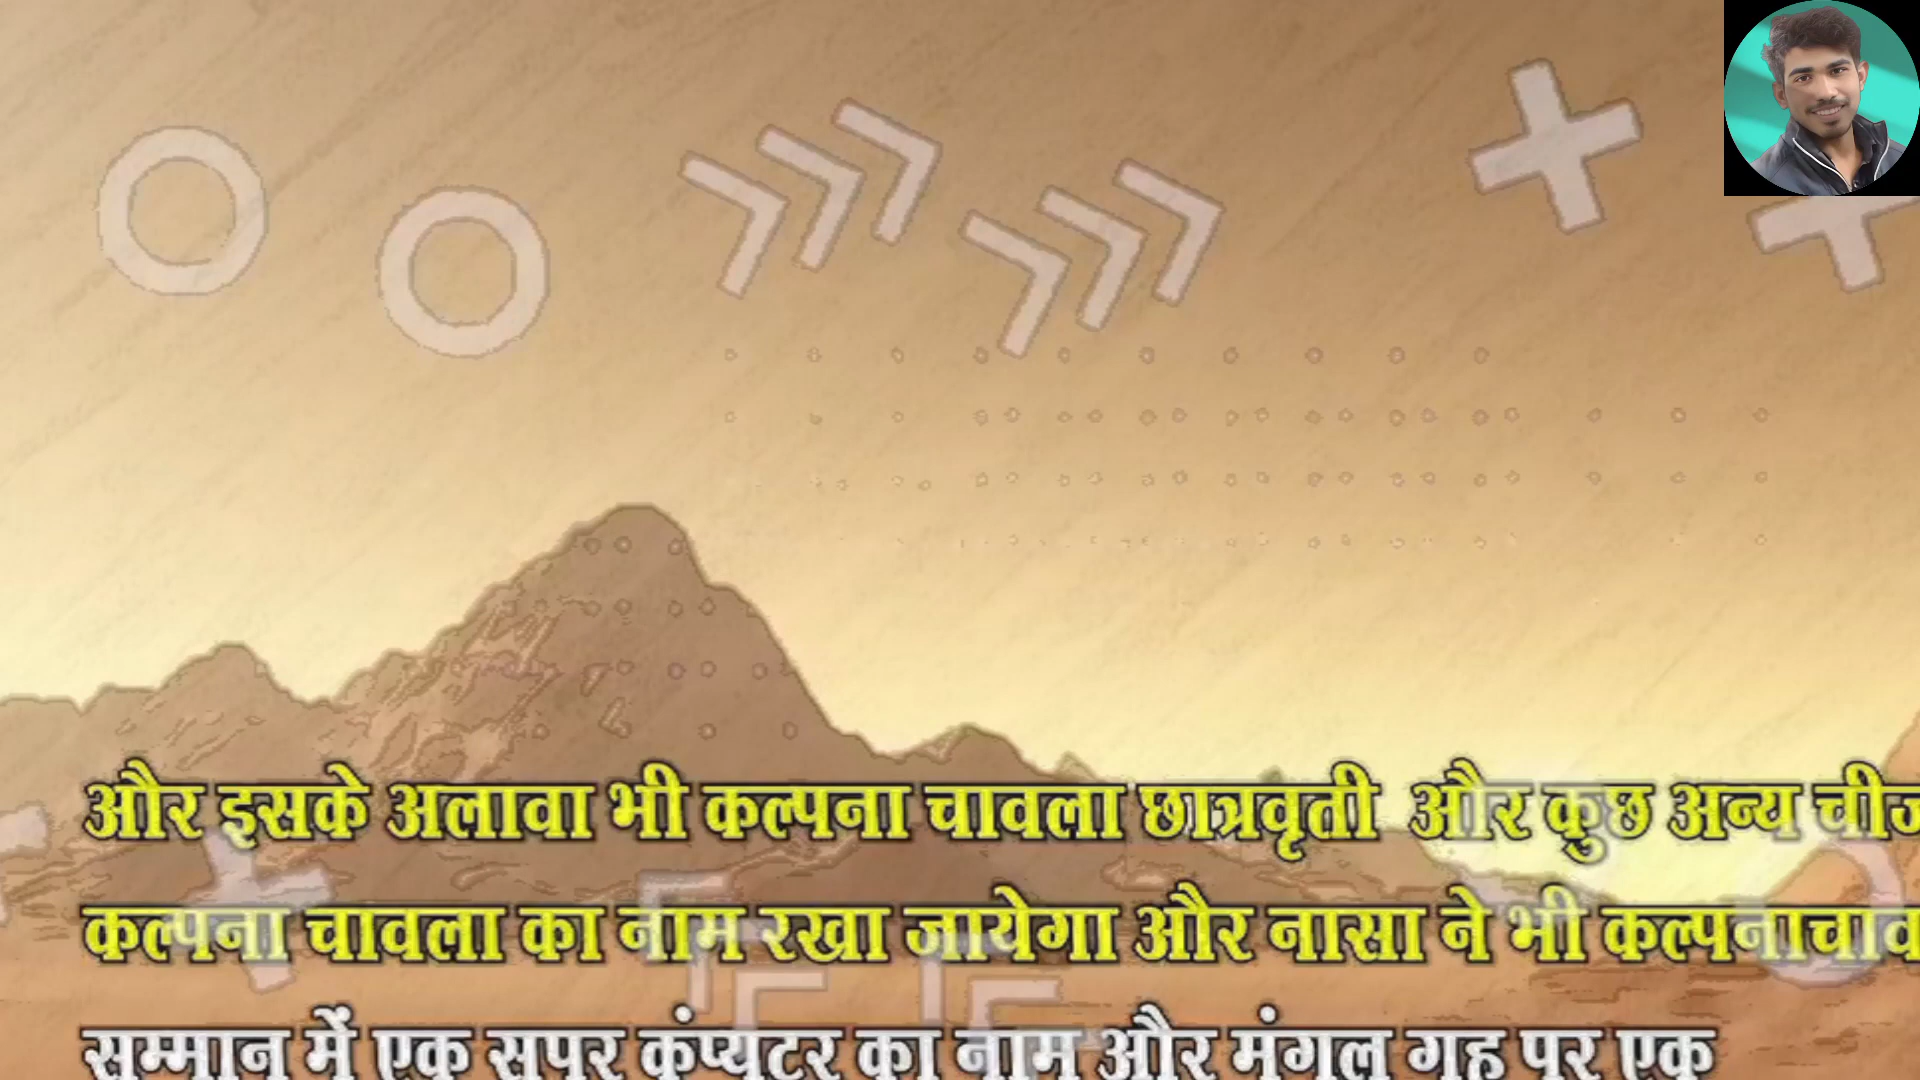 और इसके अलावा भी कल्पना चावला छात्रवृती और कुछ अन्य
कल्पना चावला का नाम रखा जायेगा और नासा ने भी
सम्मान में एक सुपर कंप्यूटर का नाम और मंगल ग्रह पर एक